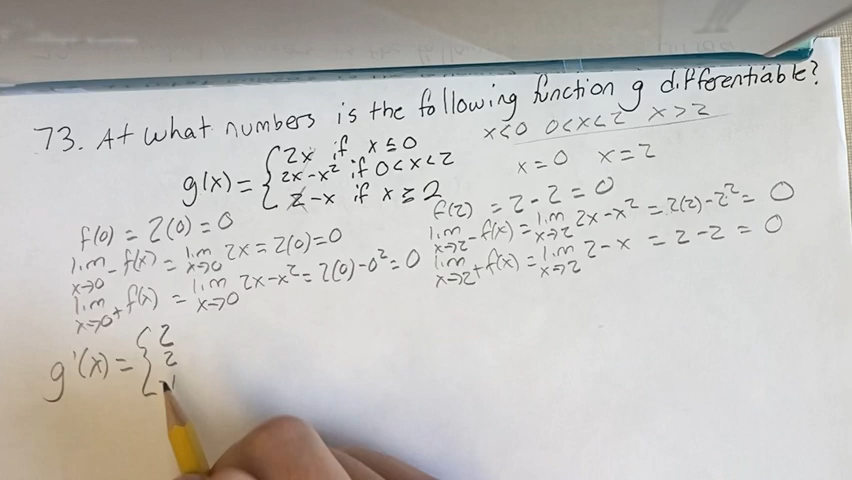 73. At what numbers is the following function g differentiable?
g(x) = { 2x if x ≤ 0
2x-x² if 0<x<2
2-x if x ≥ 2
x<0 0<x<2 x>2
x=0 x=2
f(0) = 2(0) = 0
lim x→0⁻ f(x) = lim x→0 2x = 2(0) = 0
lim x→0⁺ f(x) = lim x→0 2x-x² = 2(0)-0² = 0
f(2) = 2-2 = 0
lim x→2⁻ f(x) = lim x→2 2x-x² = 2(2)-2² = 0
lim x→2⁺ f(x) = lim x→2 2-x = 2-2 = 0
g'(x) = { 2
2